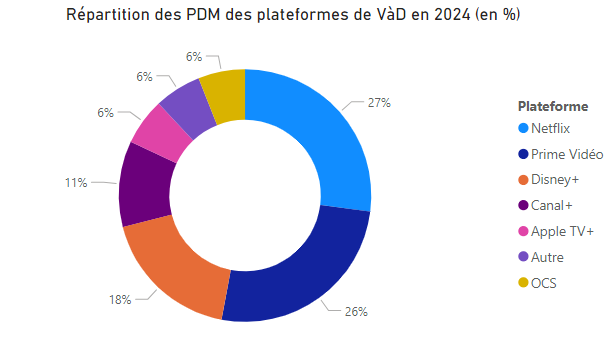 Répartition des PDM des plateformes de VàD en 2024 (en %)
6%
6%
27%
6%
11%
18%
26%
Plateforme
Netflix
Prime Vidéo
Disney+
Canal+
Apple TV+
Autre
OCS